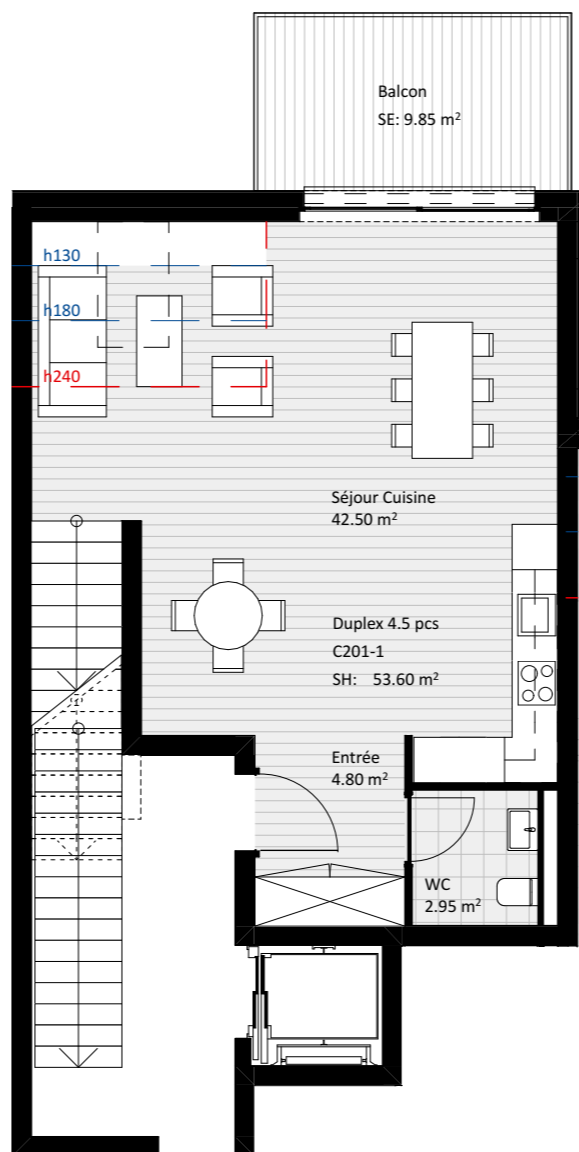 Balcon
SE: 9.85 m²
h130
h180
h240
Séjour Cuisine
42.50 m²
Duplex 4.5 pcs
C201-1
SH: 53.60 m²
Entrée
4.80 m²
WC
2.95 m²